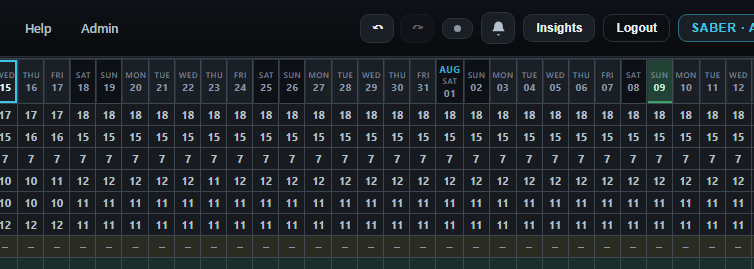 Help Admin Insights Logout SABER ·
AUG
WED THU FRI SAT SUN MON TUE WED THU FRI SAT SUN MON TUE WED THU FRI SAT SUN MON TUE WED THU FRI SAT SUN MON TUE WED
15 16 17 18 19 20 21 22 23 24 25 26 27 28 29 30 31 01 02 03 04 05 06 07 08 09 10 11 12
17 17 17 18 18 18 18 18 18 18 18 18 18 18 18 18 18 18 18 18 18 18 18 18 18 18 18 18 18
15 16 16 15 15 15 15 15 15 15 15 15 15 15 15 15 15 15 15 15 15 15 15 15 15 15 15 15 15
7 7 7 7 7 7 7 7 7 7 7 7 7 7 7 7 7 7 7 7 7 7 7 7 7 7 7 7 7
10 10 11 12 12 12 12 12 12 12 12 12 12 12 12 12 12 12 12 12 12 12 12 12 12 12 12 12 12
10 10 10 11 11 11 11 11 11 11 11 11 11 11 11 11 11 11 11 11 11 11 11 11 11 11 11 11 11
12 12 12 11 11 11 11 11 11 11 11 11 11 11 11 11 11 11 11 11 11 11 11 11 11 11 11 11 11
– – – – – – – – – – – – – – – – – – – – – – – – – – – – –